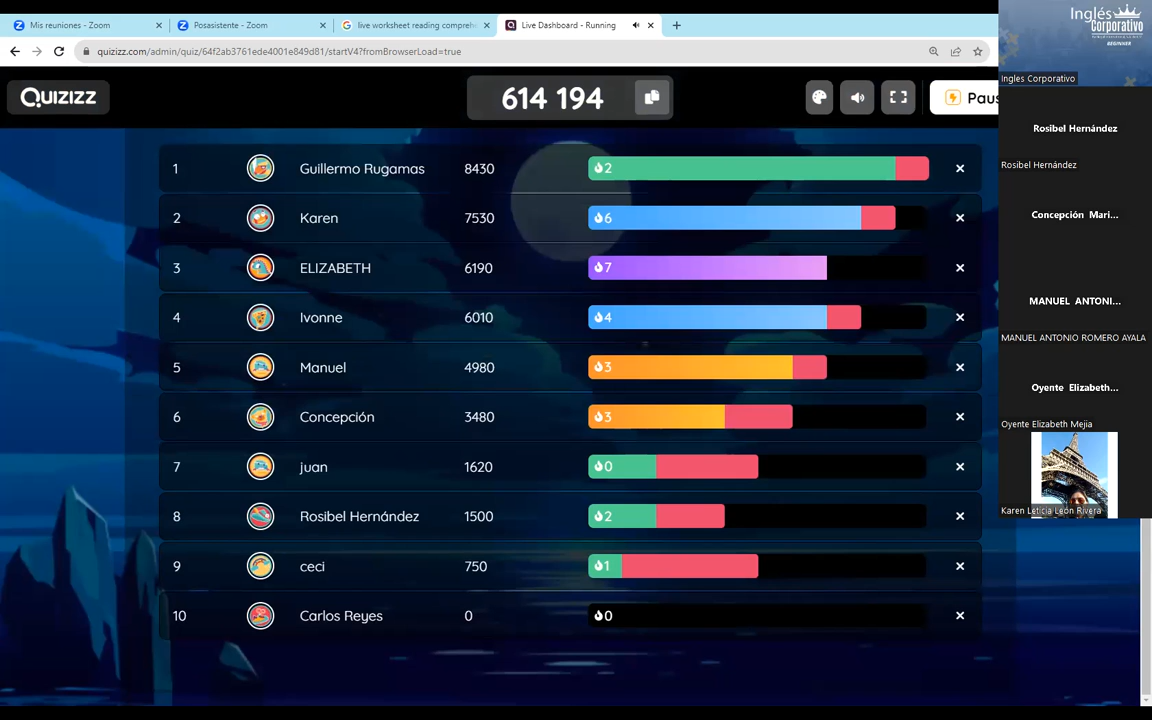 Mis reuniones - Zoom
Posasistente - Zoom
live worksheet reading compreh
Live Dashboard - Running
quizizz.com/admin/quiz/64f2ab3761ede4001e849d81/startV4?fromBrowserLoad=true
Quizizz
614 194
Paus
1 Guillermo Rugamas 8430 2
2 Karen 7530 6
3 ELIZABETH 6190 7
4 Ivonne 6010 4
5 Manuel 4980 3
6 Concepción 3480 3
7 juan 1620 0
8 Rosibel Hernández 1500 2
9 ceci 750 1
10 Carlos Reyes 0 0
Inglés
Corporativo
BEGINNER
Ingles Corporativo
Rosibel Hernández
Rosibel Hernández
Concepción Mari...
MANUEL ANTONI...
MANUEL ANTONIO ROMERO AYALA
Oyente Elizabeth...
Oyente Elizabeth Mejia
Karen Leticia León Rivera